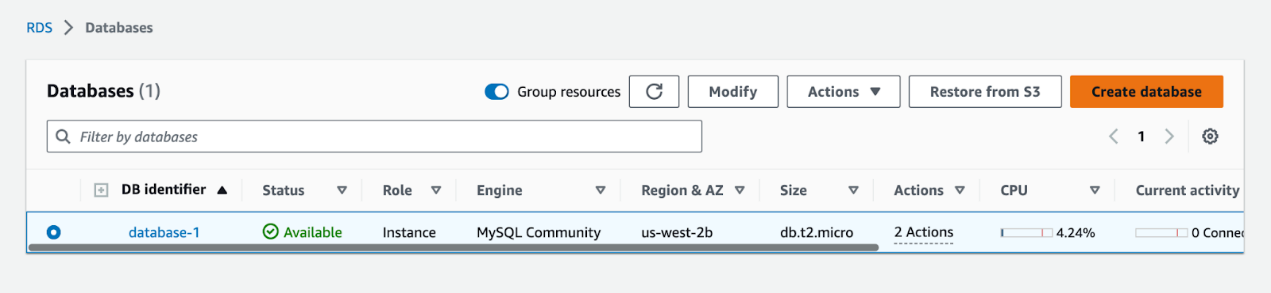 RDS > Databases
Databases (1) Group resources Modify Actions Restore from S3 Create database
Filter by databases 1
DB identifier Status Role Engine Region & AZ Size Actions CPU Current activity
database-1 Available Instance MySQL Community us-west-2b db.t2.micro 2 Actions 4.24% 0